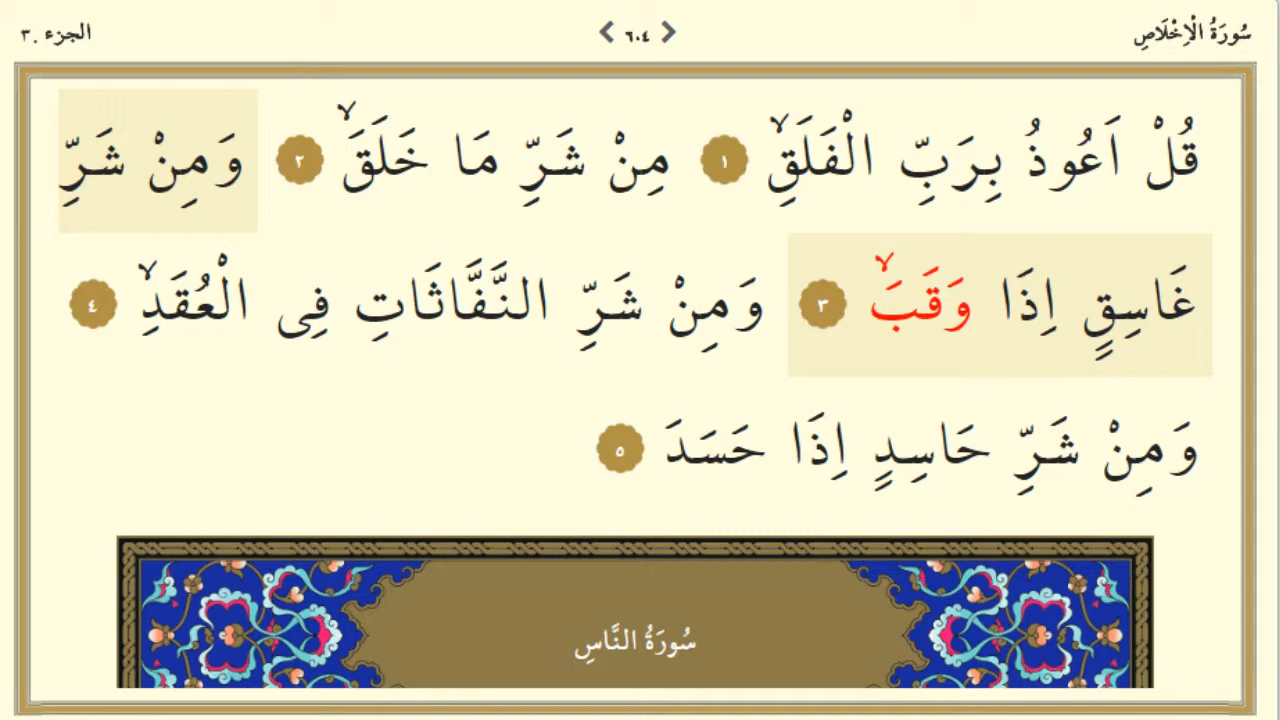 سُورَةُ الْاِخْلَاصِ ٦٠٤ الجزء ٣٠
قُلْ اَعُوذُ بِرَبِّ الْفَلَقِۙ ١ مِنْ شَرِّ مَا خَلَقَۙ ٢ وَمِنْ شَرِّ
غَاسِقٍ اِذَا وَقَبَۙ ٣ وَمِنْ شَرِّ النَّفَّاثَاتِ فِى الْعُقَدِۙ ٤
وَمِنْ شَرِّ حَاسِدٍ اِذَا حَسَدَ ٥
سُورَةُ النَّاسِ